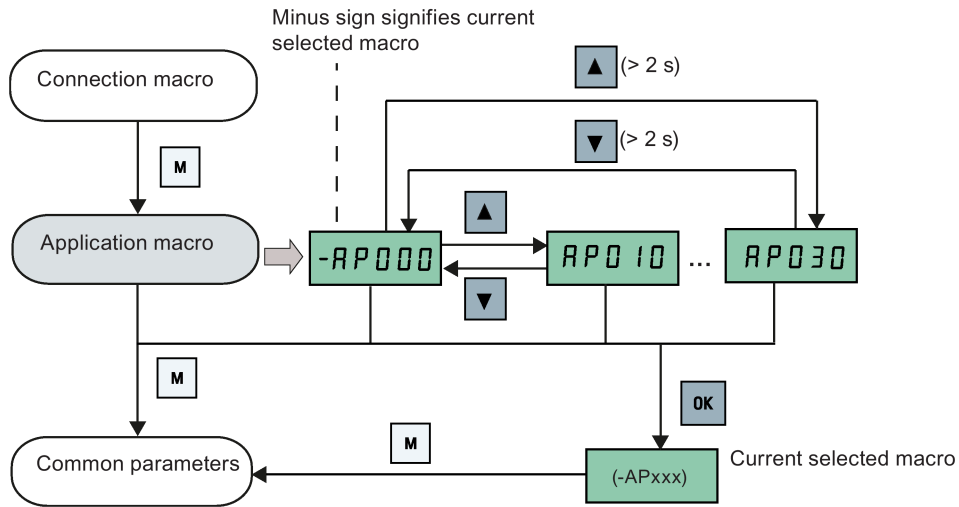 Minus sign signifies current
selected macro
Connection macro
▲ (> 2 s)
▼ (> 2 s)
M
▲
Application macro
-AP000
AP010
...
AP030
▼
M
OK
M
Common parameters
(-APxxx)
Current selected macro